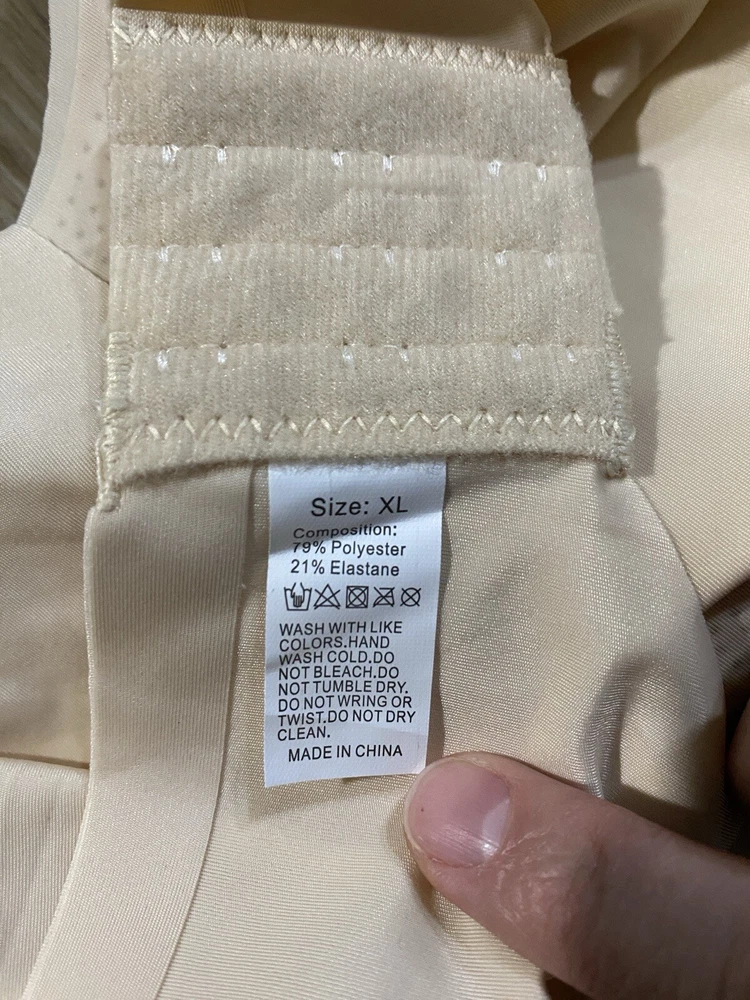 Size: XL
Composition:
79% Polyester
21% Elastane
WASH WITH LIKE
COLORS.HAND
WASH COLD.DO
NOT BLEACH.DO
NOT TUMBLE DRY.
DO NOT WRING OR
TWIST.DO NOT DRY
CLEAN.
MADE IN CHINA